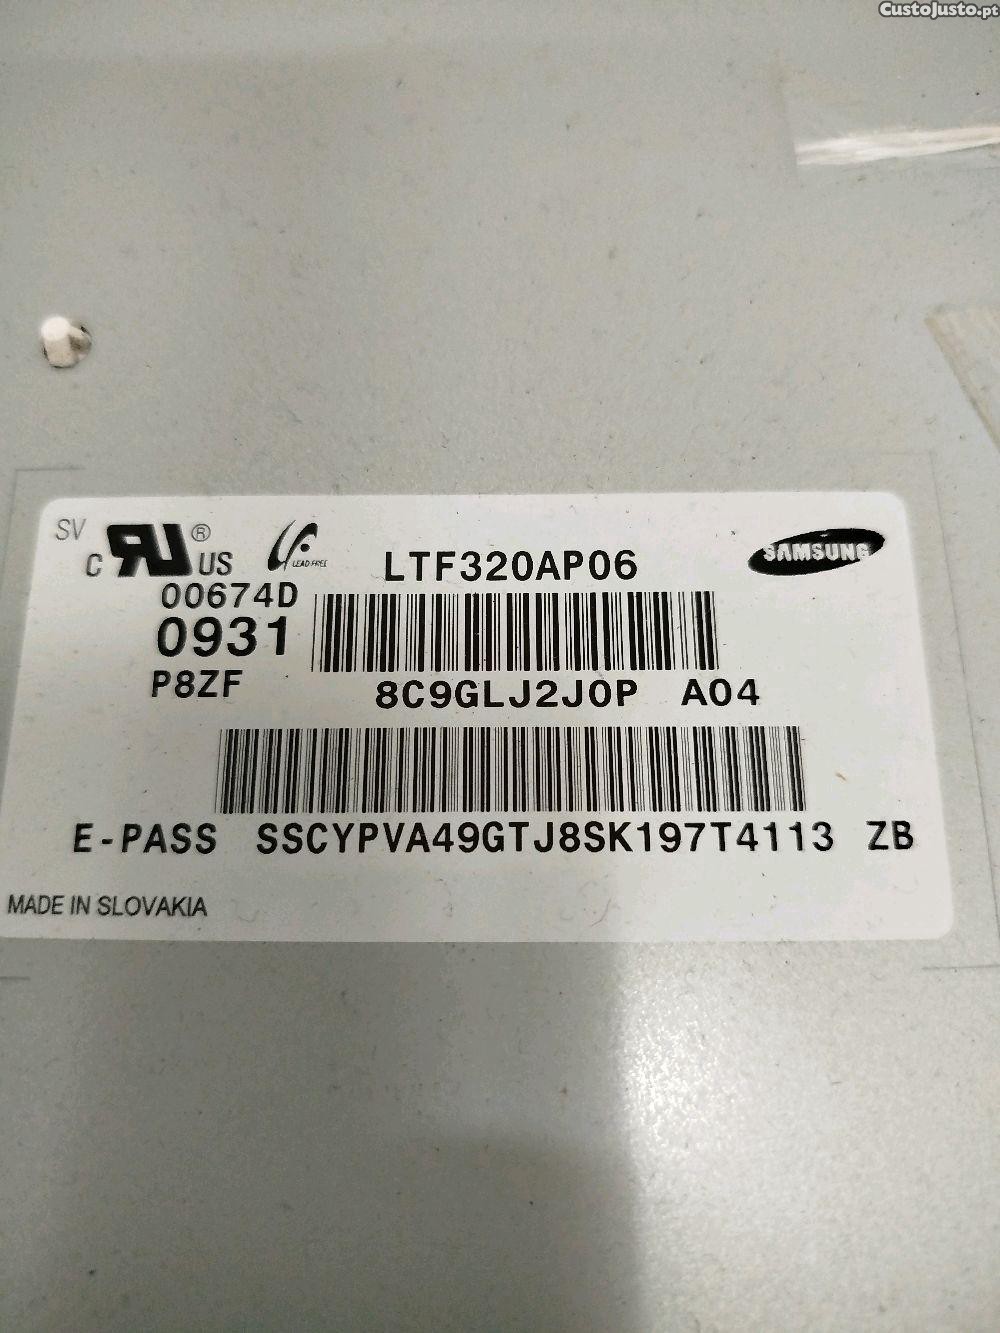 CustoJusto.pt
SV
C RU ® US
LEAD FREE
LTF320AP06
SAMSUNG
00674D
0931
P8ZF
8C9GLJ2J0P A04
E-PASS SSCYPVA49GTJ8SK197T4113 ZB
MADE IN SLOVAKIA